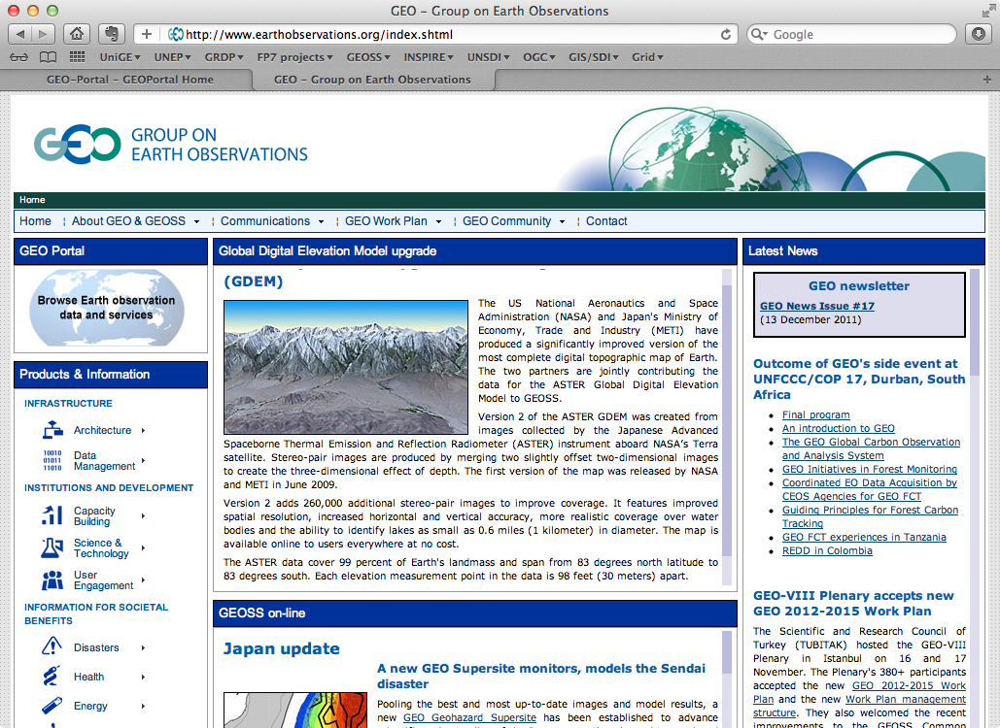 GEO – Group on Earth Observations
http://www.earthobservations.org/index.shtml
Google
UniGE▾ UNEP▾ GRDP▾ FP7 projects▾ GEOSS▾ INSPIRE▾ UNSDI▾ OGC▾ GIS/SDI▾ Grid▾
GEO-Portal - GEOPortal Home
GEO – Group on Earth Observations
GEO GROUP ON
EARTH OBSERVATIONS
Home
Home ¦ About GEO & GEOSS ¦ Communications ¦ GEO Work Plan ¦ GEO Community ¦ Contact
GEO Portal
Browse Earth observation
data and services
Products & Information
INFRASTRUCTURE
Architecture
10010
01011
11010
Data
Management
INSTITUTIONS AND DEVELOPMENT
Capacity
Building
Science &
Technology
User
Engagement
INFORMATION FOR SOCIETAL
BENEFITS
Disasters
Health
Energy
Global Digital Elevation Model upgrade
(GDEM)
The US National Aeronautics and Space
Administration (NASA) and Japan's Ministry of
Economy, Trade and Industry (METI) have
produced a significantly improved version of the
most complete digital topographic map of Earth.
The two partners are jointly contributing the
data for the ASTER Global Digital Elevation
Model to GEOSS.
Version 2 of the ASTER GDEM was created from
images collected by the Japanese Advanced
Spaceborne Thermal Emission and Reflection Radiometer (ASTER) instrument aboard NASA's Terra
satellite. Stereo-pair images are produced by merging two slightly offset two-dimensional images
to create the three-dimensional effect of depth. The first version of the map was released by NASA
and METI in June 2009.
Version 2 adds 260,000 additional stereo-pair images to improve coverage. It features improved
spatial resolution, increased horizontal and vertical accuracy, more realistic coverage over water
bodies and the ability to identify lakes as small as 0.6 miles (1 kilometer) in diameter. The map is
available online to users everywhere at no cost.
The ASTER data cover 99 percent of Earth's landmass and span from 83 degrees north latitude to
83 degrees south. Each elevation measurement point in the data is 98 feet (30 meters) apart.
GEOSS on-line
Japan update
A new GEO Supersite monitors, models the Sendai
disaster
Pooling the best and most up-to-date images and model results, a
new GEO Geohazard Supersite has been established to advance
Latest News
GEO newsletter
GEO News Issue #17
(13 December 2011)
Outcome of GEO's side event at
UNFCCC/COP 17, Durban, South
Africa
• Final program
• An introduction to GEO
• The GEO Global Carbon Observation
and Analysis System
• GEO Initiatives in Forest Monitoring
• Coordinated EO Data Acquisition by
CEOS Agencies for GEO FCT
• Guiding Principles for Forest Carbon
Tracking
• GEO FCT experiences in Tanzania
• REDD in Colombia
GEO-VIII Plenary accepts new
GEO 2012-2015 Work Plan
The Scientific and Research Council of
Turkey (TUBITAK) hosted the GEO-VIII
Plenary in Istanbul on 16 and 17
November. The Plenary's 380+ participants
accepted the new GEO 2012-2015 Work
Plan and the new Work Plan management
structure. They also welcomed the recent
improvements to the GEOSS Common